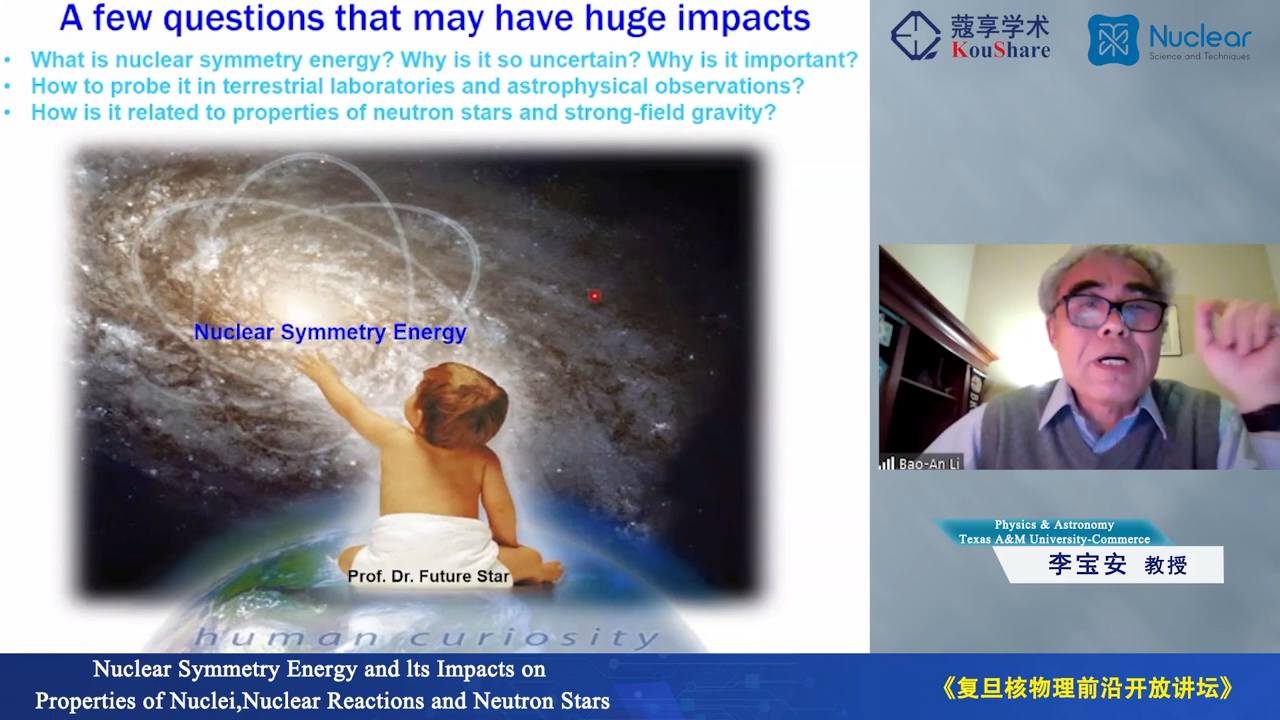 A few questions that may have huge impacts
• What is nuclear symmetry energy? Why is it so uncertain? Why is it important?
• How to probe it in terrestrial laboratories and astrophysical observations?
• How is it related to properties of neutron stars and strong-field gravity?
Nuclear Symmetry Energy
Prof. Dr. Future Star
human curiosity
蔻享学术
KouShare
Nuclear
Science and Techniques
Bao-An Li
Physics & Astronomy
Texas A&M University-Commerce
李宝安 教授
Nuclear Symmetry Energy and lts Impacts on
Properties of Nuclei,Nuclear Reactions and Neutron Stars
《复旦核物理前沿开放讲坛》